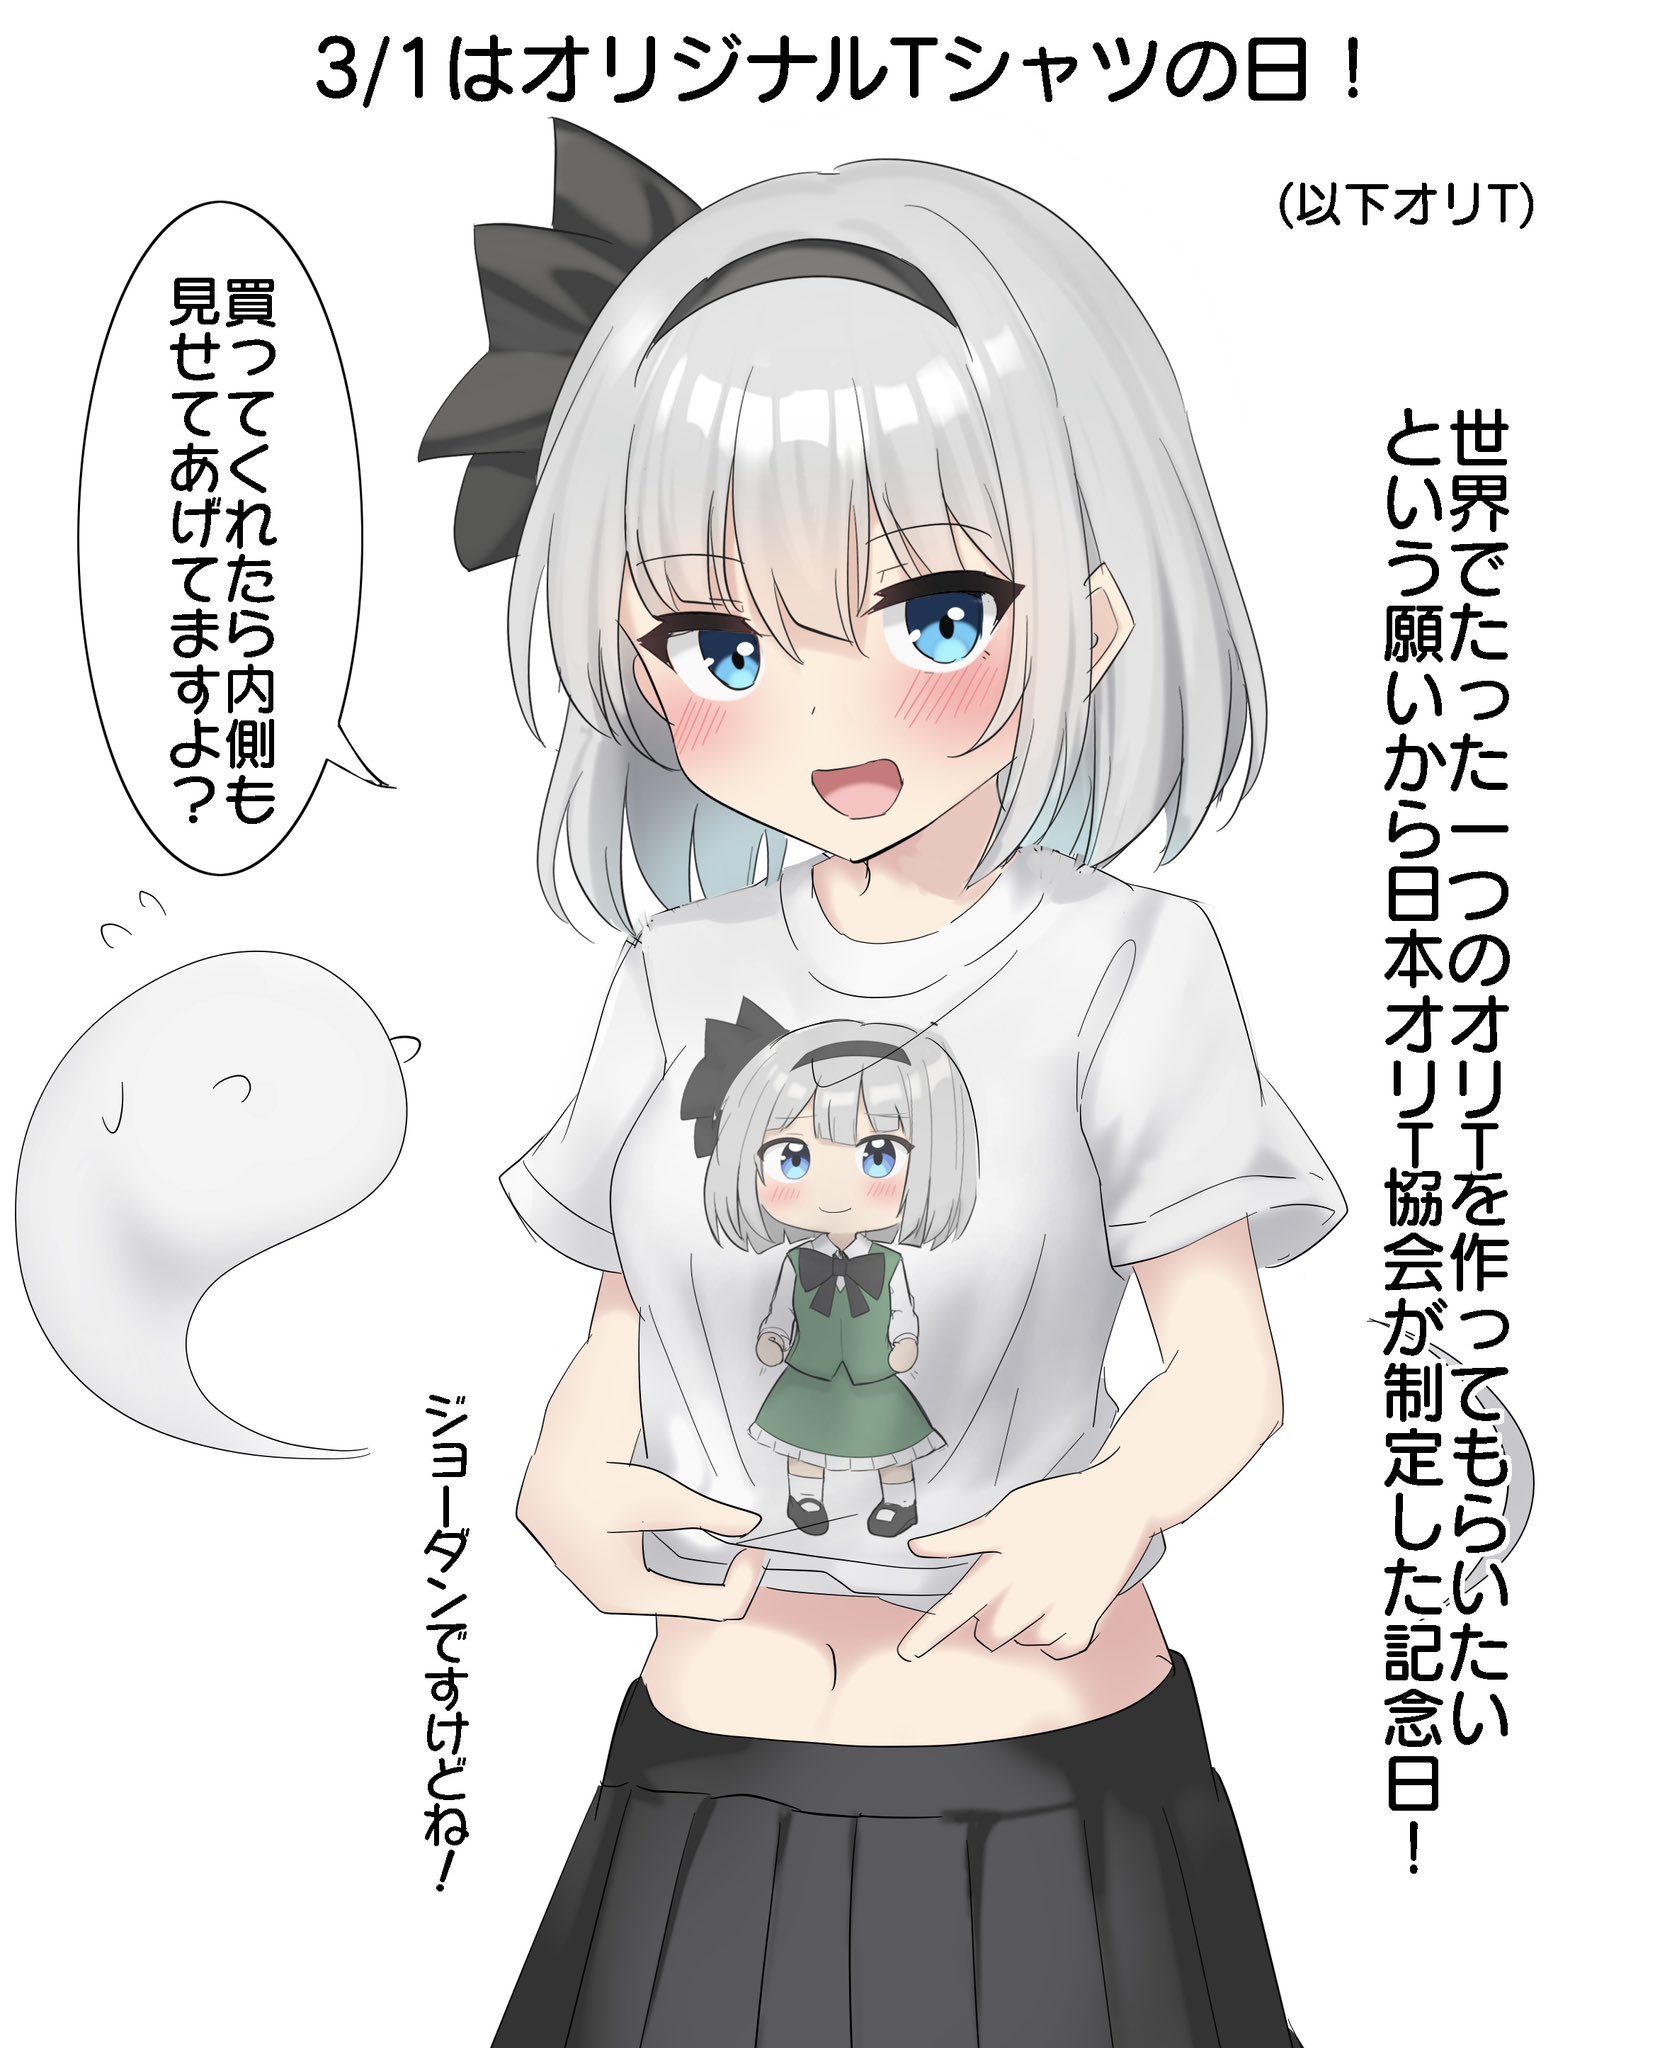 3/1はオリジナルTシャツの日！
(以下オリT)
世界でたった一つのオリTを作ってもらいたい
という願いから日本オリT協会が制定した記念日！
買ってくれたら内側も
見せてあげてますよ？
ジョーダンですけどね！